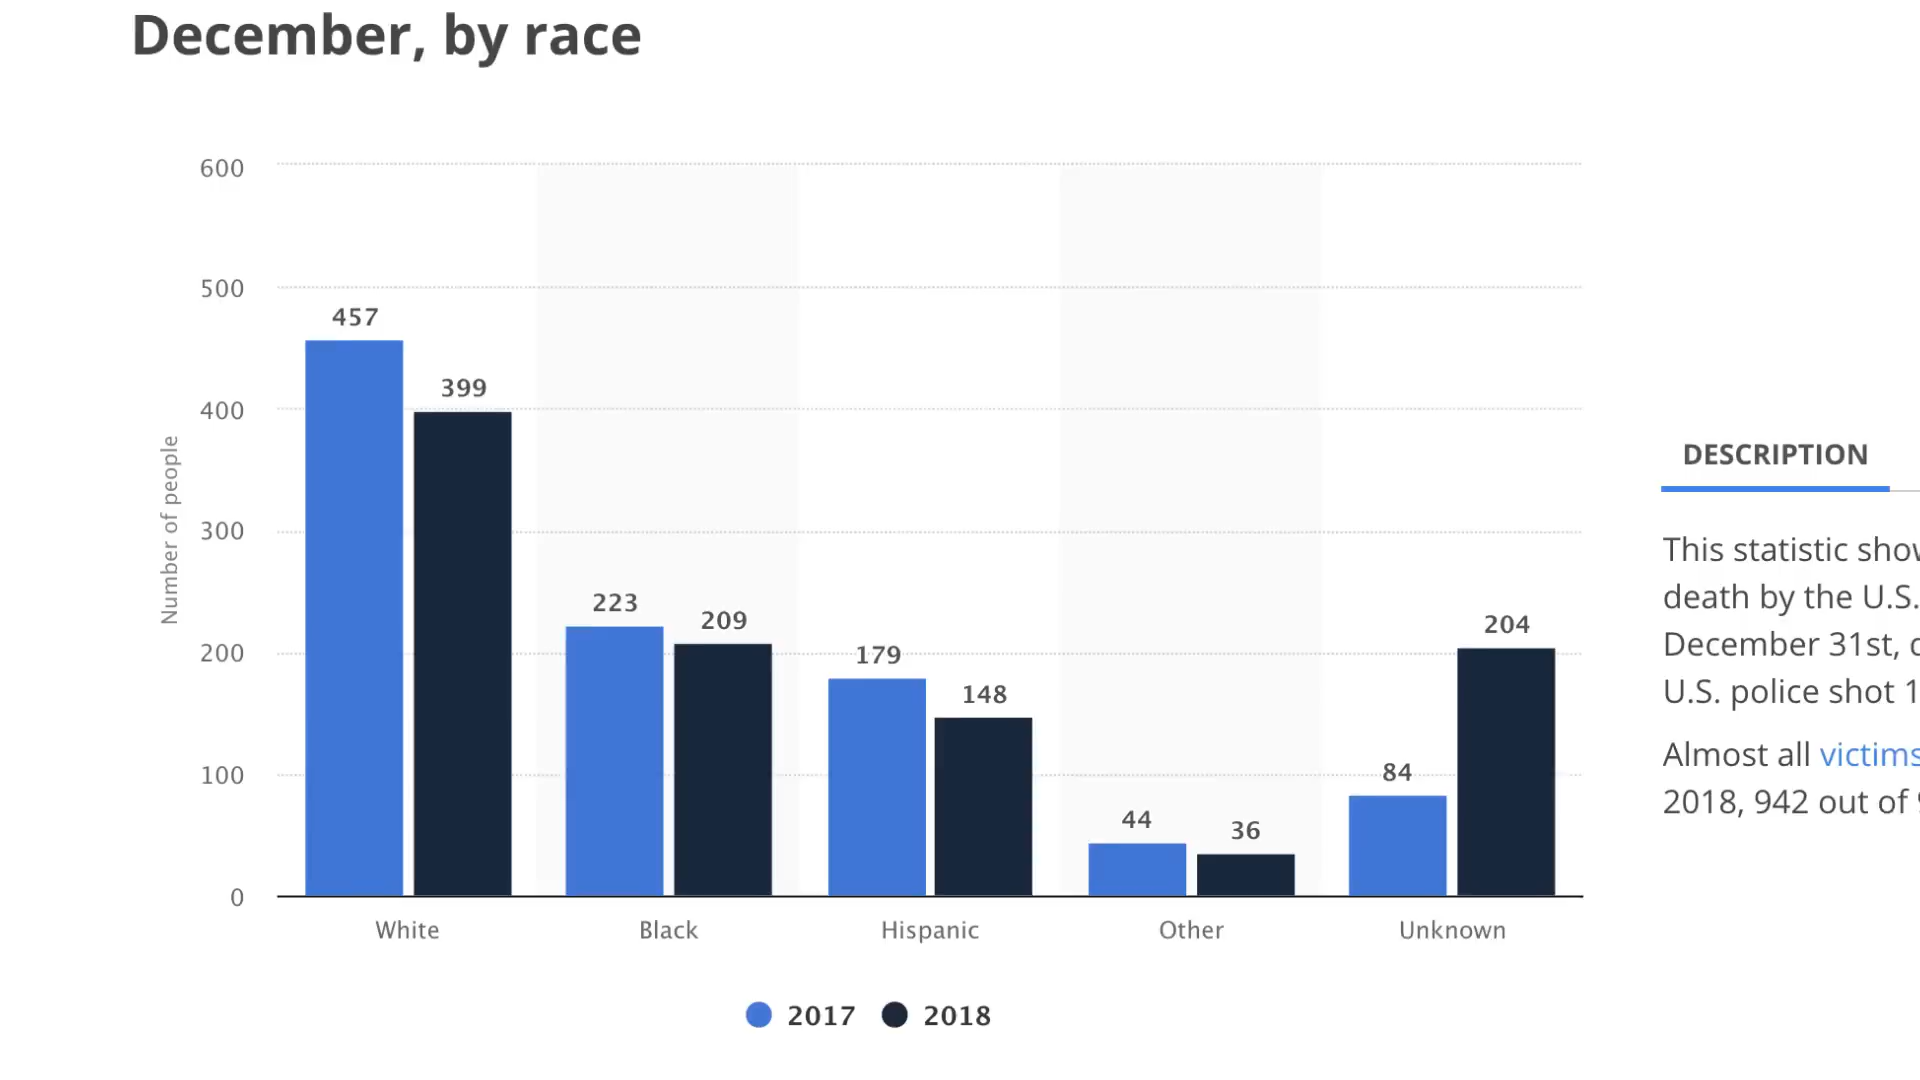 December, by race
600
500
400
300
200
100
0
Number of people
457
399
223
209
179
148
44
36
84
204
White
Black
Hispanic
Other
Unknown
2017
2018
DESCRIPTION
This statistic
death by the U.S.
December 31st,
U.S. police shot
Almost all victims
2018, 942 out of